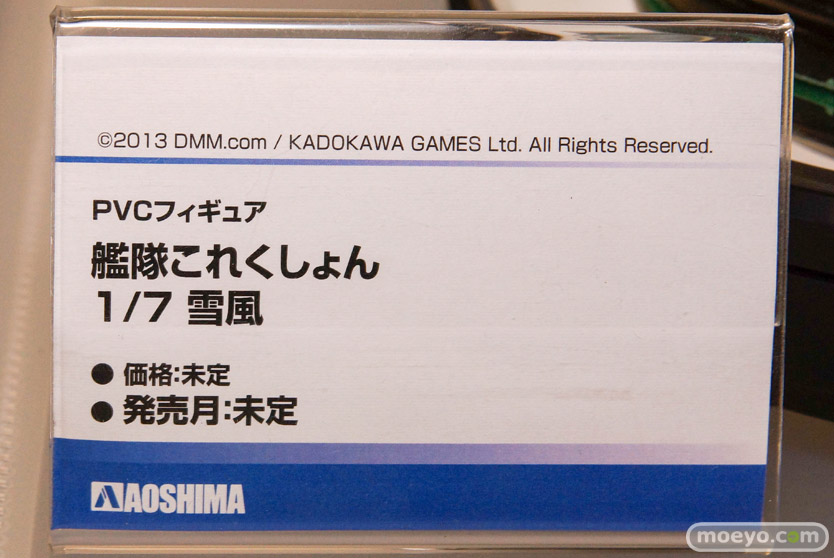 ©2013 DMM.com / KADOKAWA GAMES Ltd. All Rights Reserved.
PVCフィギュア
艦隊これくしょん
1/7 雪風
● 価格:未定
● 発売月:未定
AOSHIMA
moeyo.com